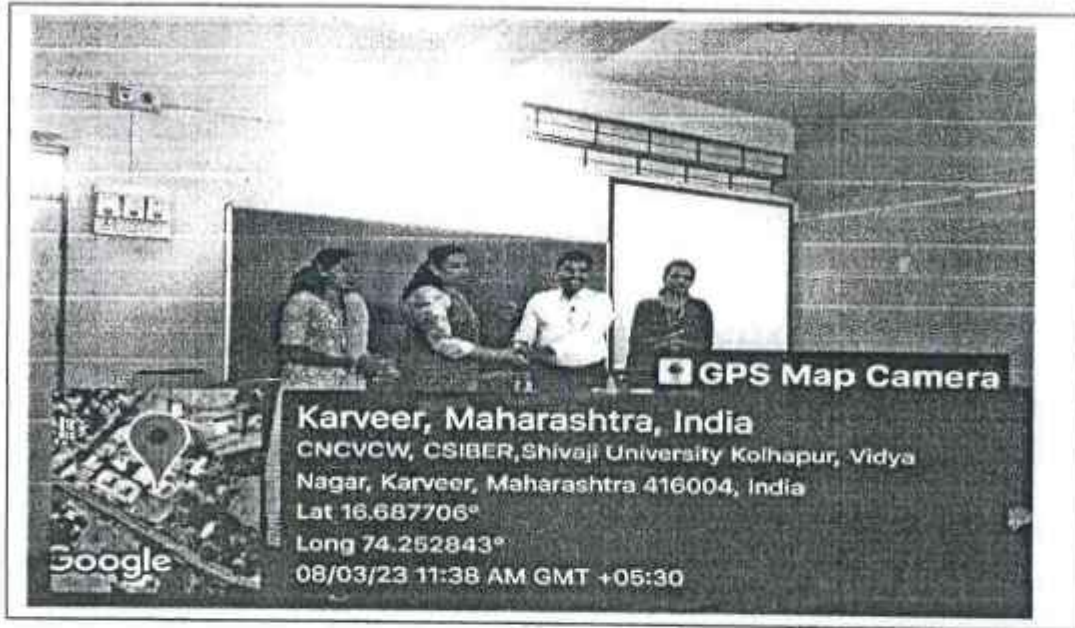 GPS Map Camera
Karveer, Maharashtra, India
CNCVCW, CSIBER,Shivaji University Kolhapur, Vidya
Nagar, Karveer, Maharashtra 416004, India
Lat 16.687706°
Long 74.252843°
08/03/23 11:38 AM GMT +05:30
Google